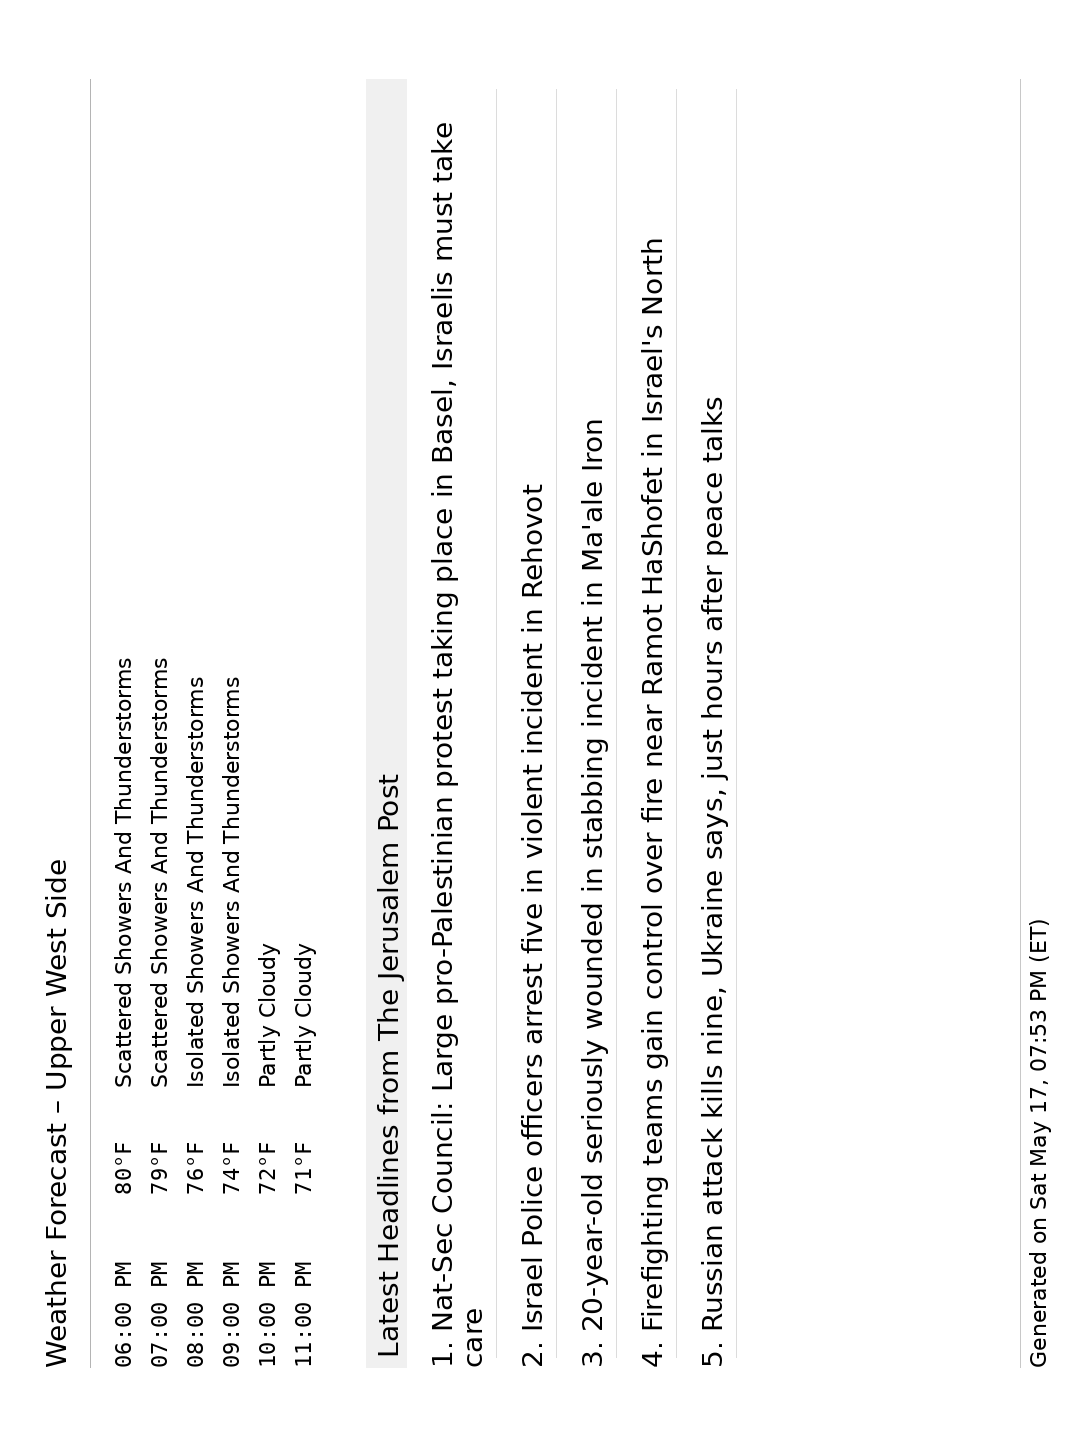 Weather Forecast – Upper West Side
06:00 PM 80°F Scattered Showers And Thunderstorms
07:00 PM 79°F Scattered Showers And Thunderstorms
08:00 PM 76°F Isolated Showers And Thunderstorms
09:00 PM 74°F Isolated Showers And Thunderstorms
10:00 PM 72°F Partly Cloudy
11:00 PM 71°F Partly Cloudy
Latest Headlines from The Jerusalem Post
1. Nat-Sec Council: Large pro-Palestinian protest taking place in Basel, Israelis must take
care
2. Israel Police officers arrest five in violent incident in Rehovot
3. 20-year-old seriously wounded in stabbing incident in Ma'ale Iron
4. Firefighting teams gain control over fire near Ramot HaShofet in Israel's North
5. Russian attack kills nine, Ukraine says, just hours after peace talks
Generated on Sat May 17, 07:53 PM (ET)